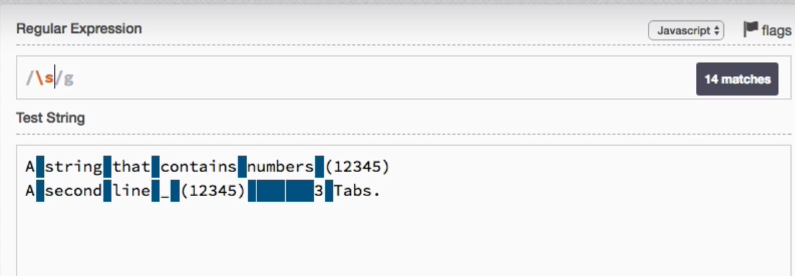 Regular Expression
Javascript
flags
/\s/g
14 matches
Test String
A string that contains numbers (12345)
A second line _ (12345)			3 Tabs.